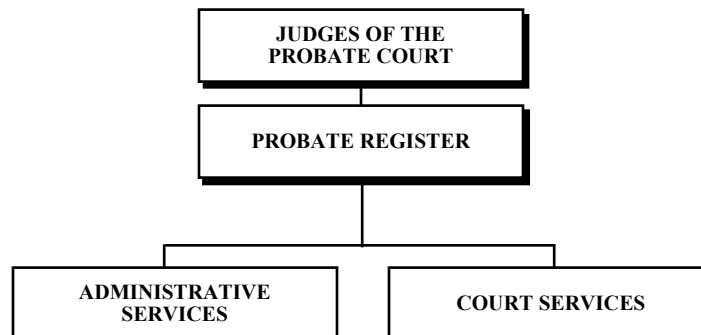 JUDGES OF THE
PROBATE COURT
PROBATE REGISTER
ADMINISTRATIVE
SERVICES
COURT SERVICES